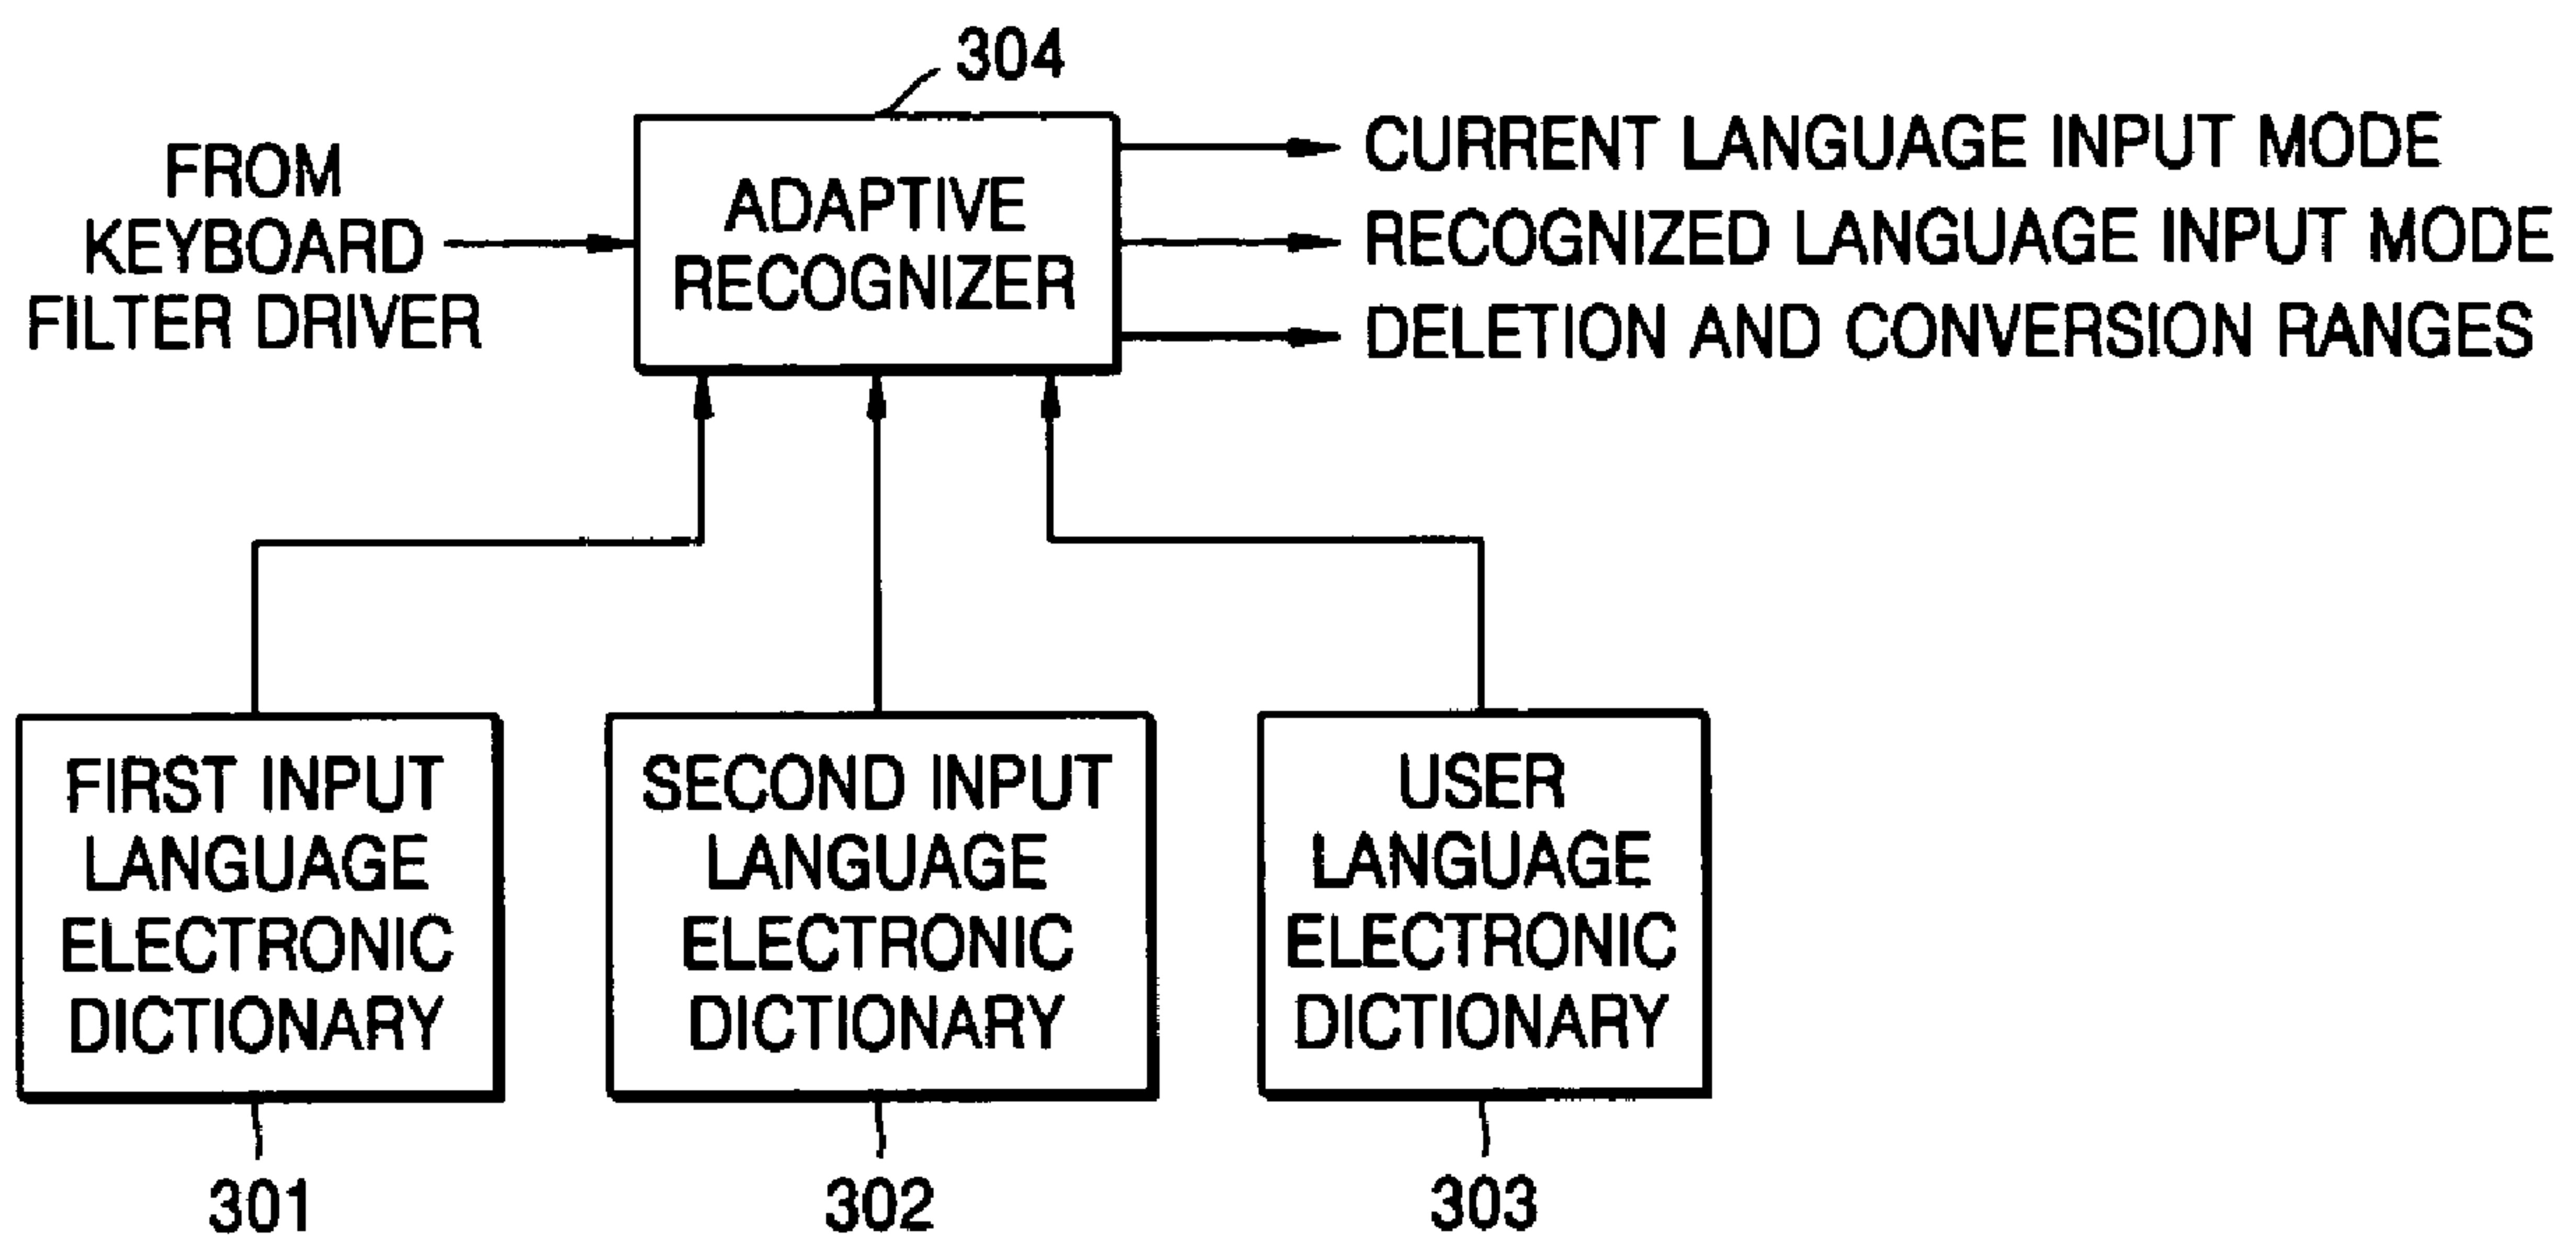 304
FROM
KEYBOARD
FILTER DRIVER
ADAPTIVE
RECOGNIZER
CURRENT LANGUAGE INPUT MODE
RECOGNIZED LANGUAGE INPUT MODE
DELETION AND CONVERSION RANGES
FIRST INPUT
LANGUAGE
ELECTRONIC
DICTIONARY
SECOND INPUT
LANGUAGE
ELECTRONIC
DICTIONARY
USER
LANGUAGE
ELECTRONIC
DICTIONARY
301
302
303